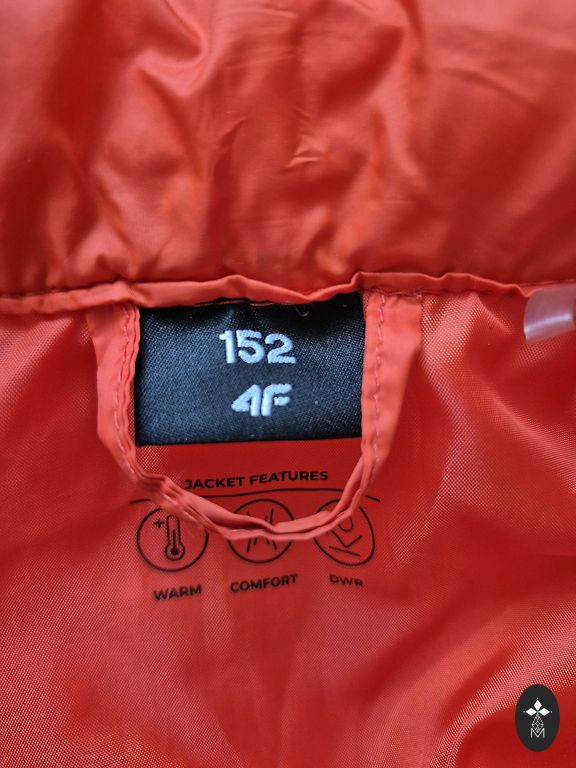 152
4F
JACKET FEATURES
WARM COMFORT DWR
M